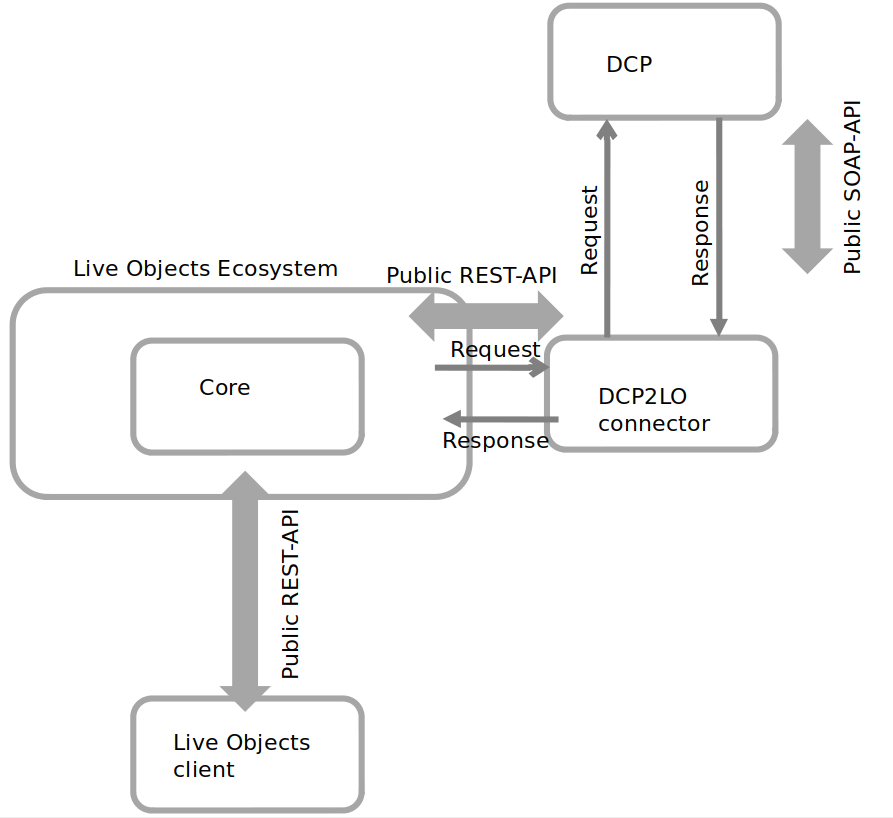 DCP
Public SOAP-API
Request
Response
Live Objects Ecosystem
Public REST-API
Request
Core
DCP2LO
connector
Response
Public REST-API
Live Objects
client